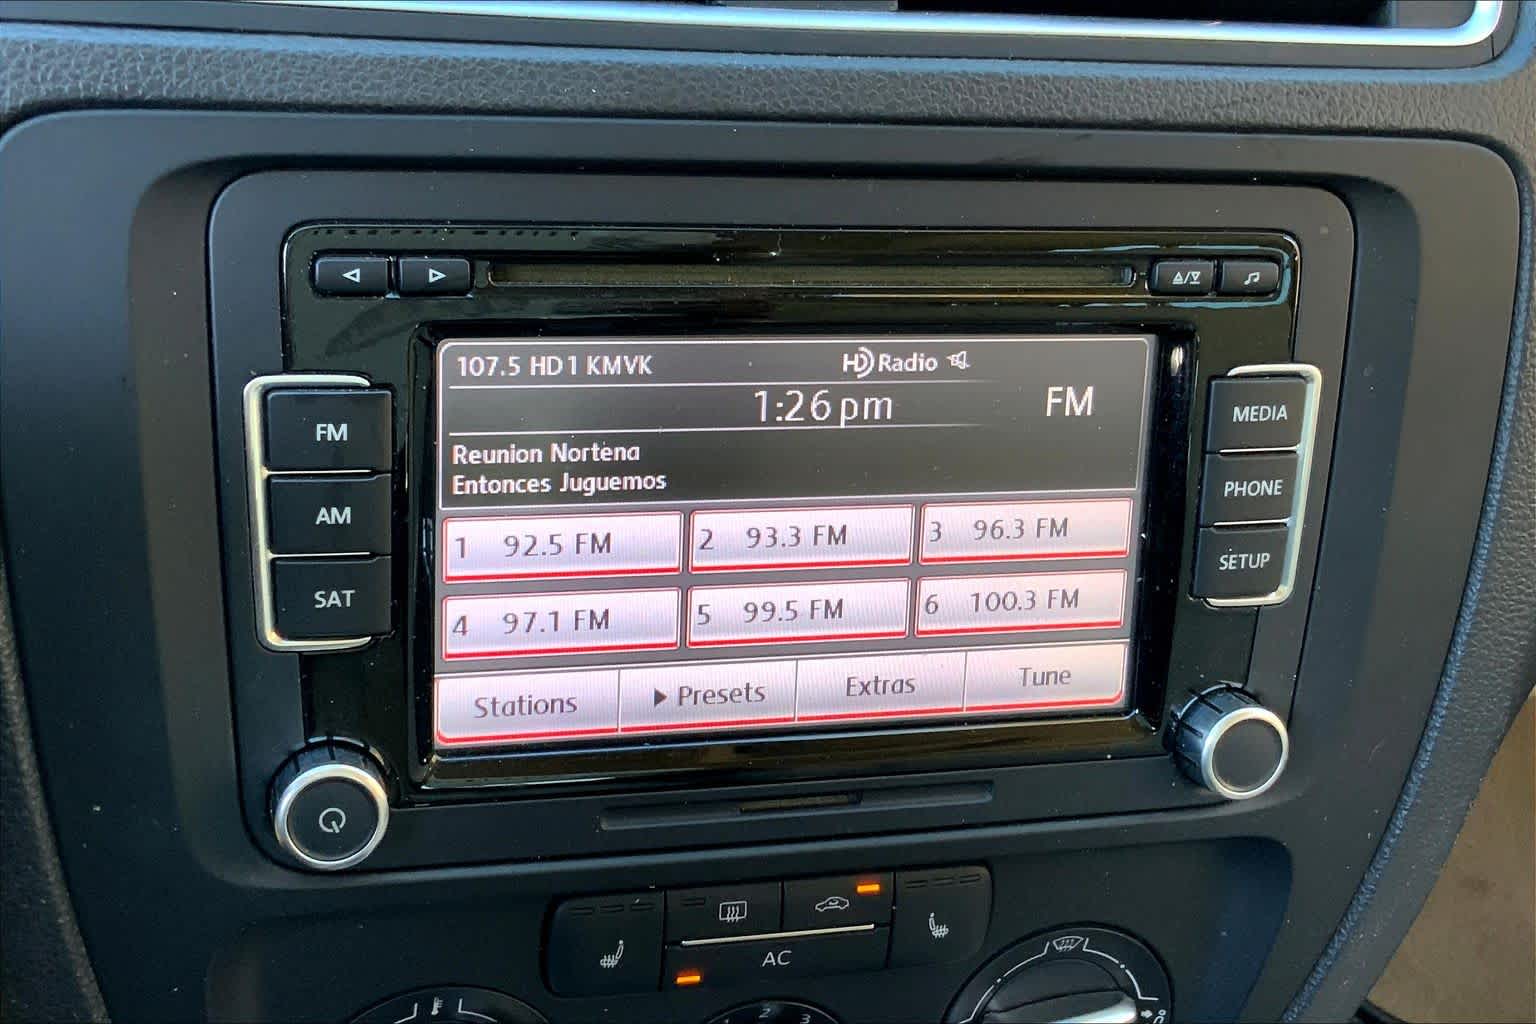 107.5 HD1 KMVK
HD Radio
1:26 pm
FM
Reunion Nortena
Entonces Juguemos
1 92.5 FM
2 93.3 FM
3 96.3 FM
4 97.1 FM
5 99.5 FM
6 100.3 FM
Stations
Presets
Extras
Tune
FM
AM
SAT
MEDIA
PHONE
SETUP
AC
2
3